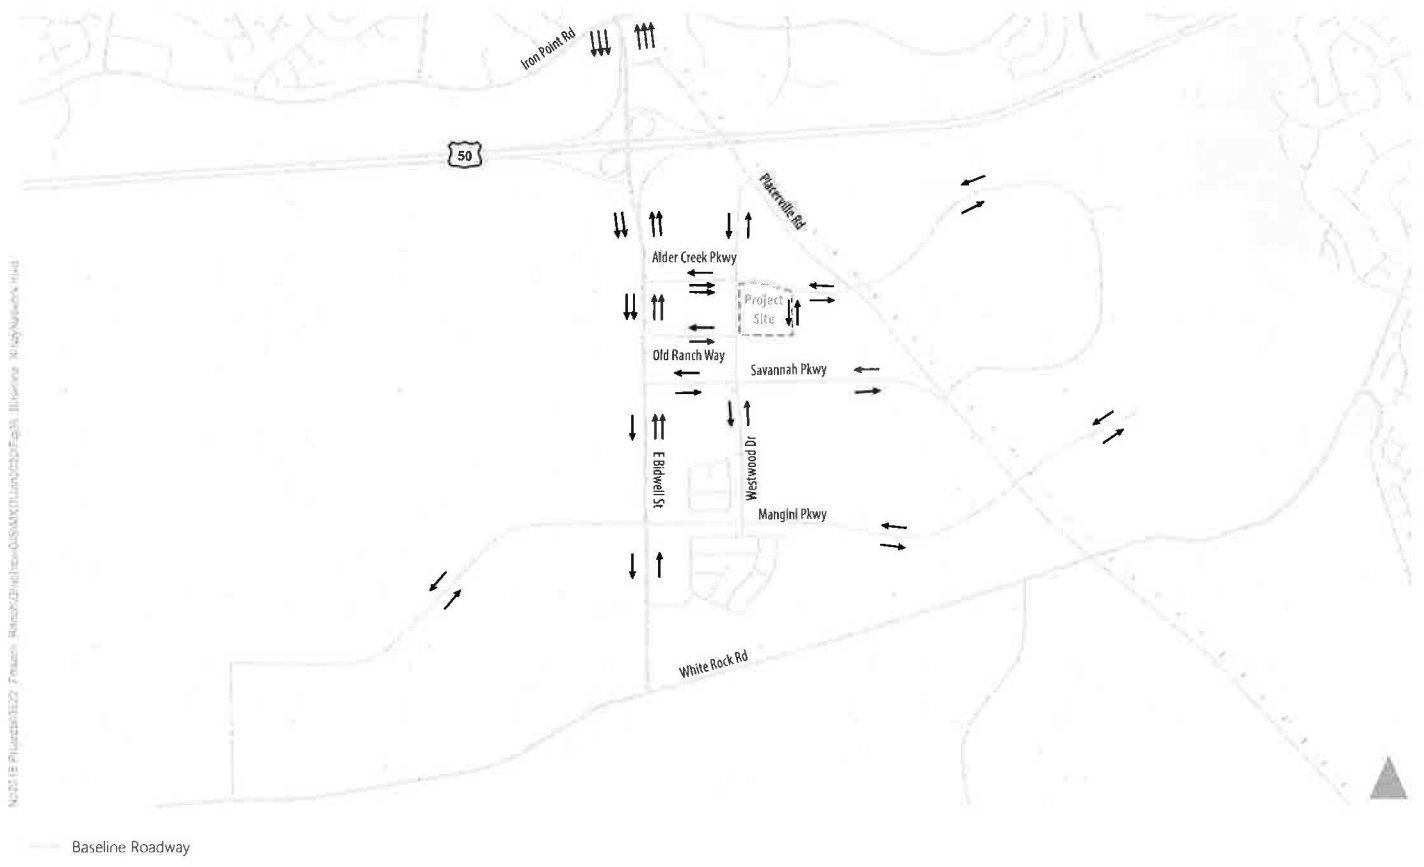 Iron Point Rd
50
Placerville Rd
Alder Creek Pkwy
Project
Site
Old Ranch Way
Savannah Pkwy
E Bidwell St
Westwood Dr
Mangini Pkwy
White Rock Rd
Baseline Roadway